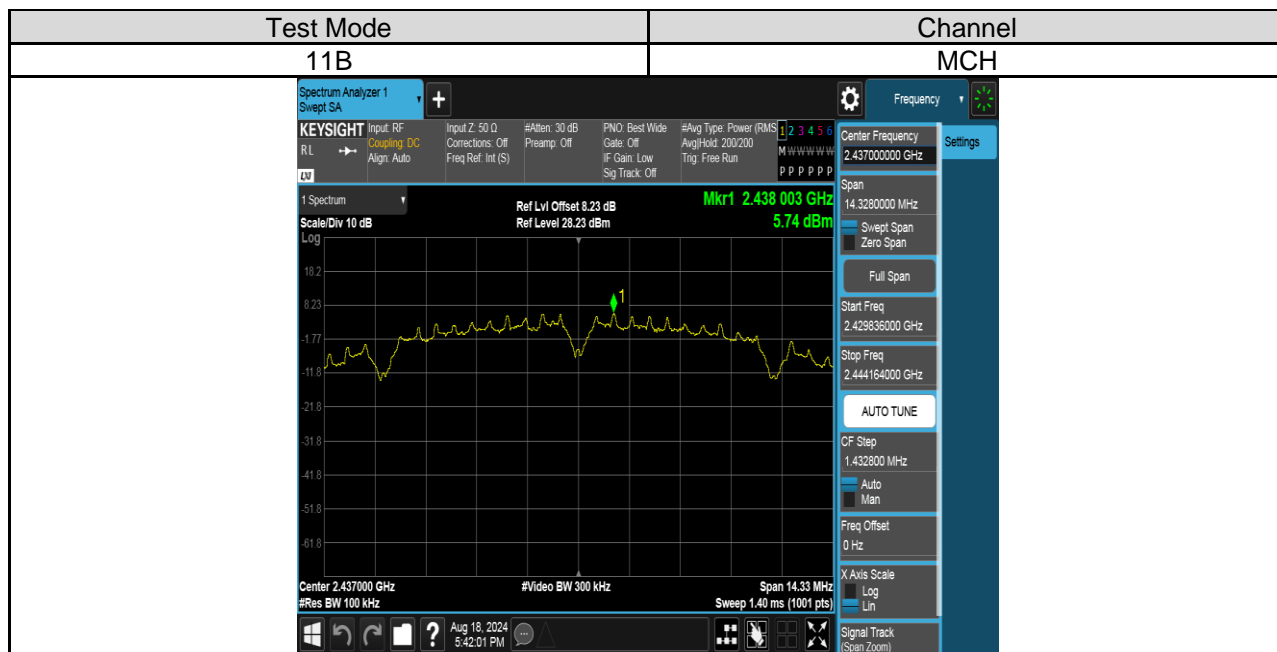 Test Mode Channel
11B MCH
Spectrum Analyzer 1
Swept SA
+
Frequency
KEYSIGHT Input: RF Input Z: 50 Ω #Atten: 30 dB PNO: Best Wide #Avg Type: Power (RMS 1 2 3 4 5 6
Coupling: DC Corrections: Off Preamp: Off Gate: Off Avg|Hold: 200/200
RL Align: Auto Freq Ref: Int (S) IF Gain: Low Trig: Free Run M W W W W W
LXI Sig Track: Off P P P P P P
1 Spectrum
Ref Lvl Offset 8.23 dB
Mkr1 2.438 003 GHz
Scale/Div 10 dB
Ref Level 28.23 dBm
5.74 dBm
Log
18.2
8.23
-1.77
-11.8
-21.8
-31.8
-41.8
-51.8
-61.8
1
Center 2.437000 GHz #Video BW 300 kHz Span 14.33 MHz
#Res BW 100 kHz Sweep 1.40 ms (1001 pts)
Aug 18, 2024
5:42:01 PM
?
Settings
Center Frequency
2.437000000 GHz
Span
14.3280000 MHz
Swept Span
Zero Span
Full Span
Start Freq
2.429836000 GHz
Stop Freq
2.444164000 GHz
AUTO TUNE
CF Step
1.432800 MHz
Auto
Man
Freq Offset
0 Hz
X Axis Scale
Log
Lin
Signal Track
(Span Zoom)